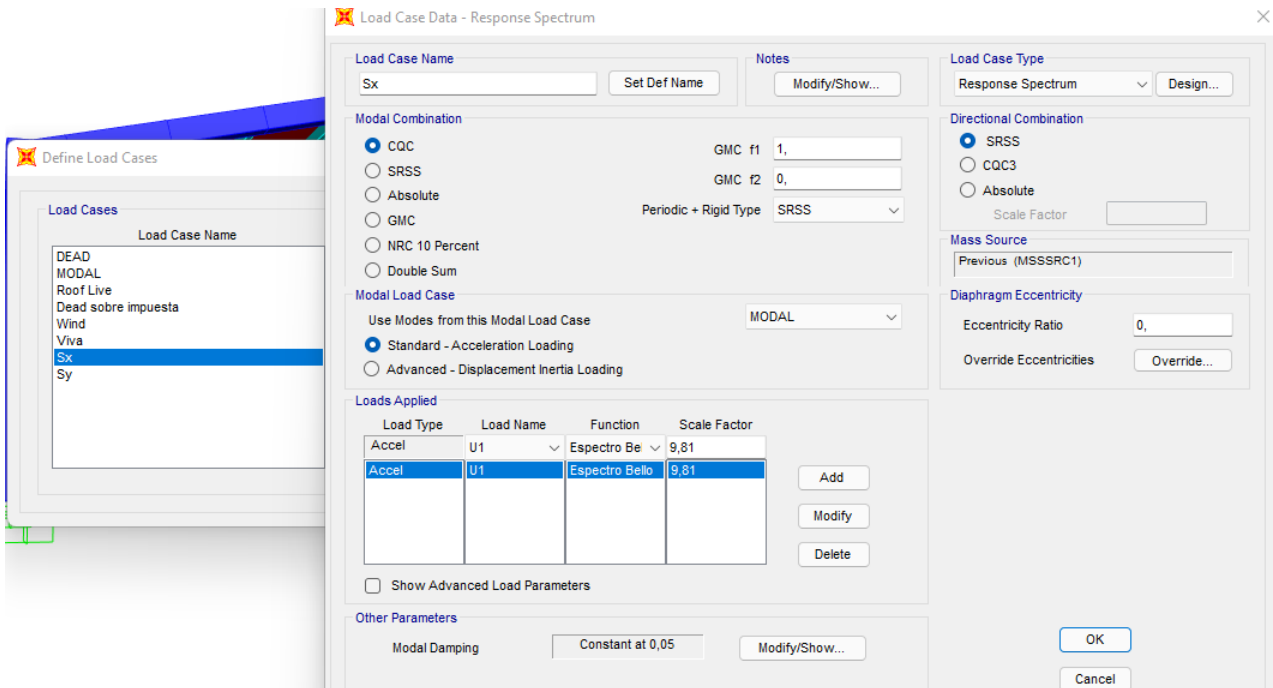 Load Case Data - Response Spectrum
Load Case Name
Sx
Set Def Name
Notes
Modify/Show...
Load Case Type
Response Spectrum
Design...
Modal Combination
CQC
SRSS
Absolute
GMC
NRC 10 Percent
Double Sum
GMC f1 1,
GMC f2 0,
Periodic + Rigid Type SRSS
Directional Combination
SRSS
CQC3
Absolute
Scale Factor
Mass Source
Previous (MSSSRC1)
Define Load Cases
Load Cases
Load Case Name
DEAD
MODAL
Roof Live
Dead sobre impuesta
Wind
Viva
Sx
Sy
Modal Load Case
Use Modes from this Modal Load Case MODAL
Standard - Acceleration Loading
Advanced - Displacement Inertia Loading
Diaphragm Eccentricity
Eccentricity Ratio 0,
Override Eccentricities Override...
Loads Applied
Load Type Load Name Function Scale Factor
Accel U1 Espectro Bel 9,81
Accel U1 Espectro Bello 9,81
Add
Modify
Delete
Show Advanced Load Parameters
Other Parameters
Modal Damping Constant at 0,05 Modify/Show...
OK
Cancel